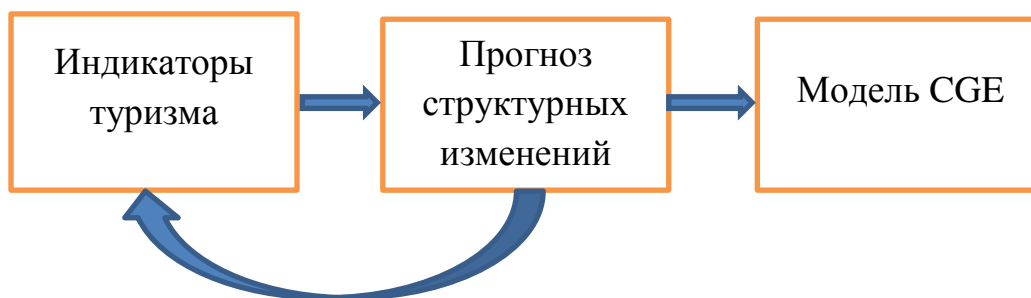 Индикаторы
туризма
Прогноз
структурных
изменений
Модель CGE